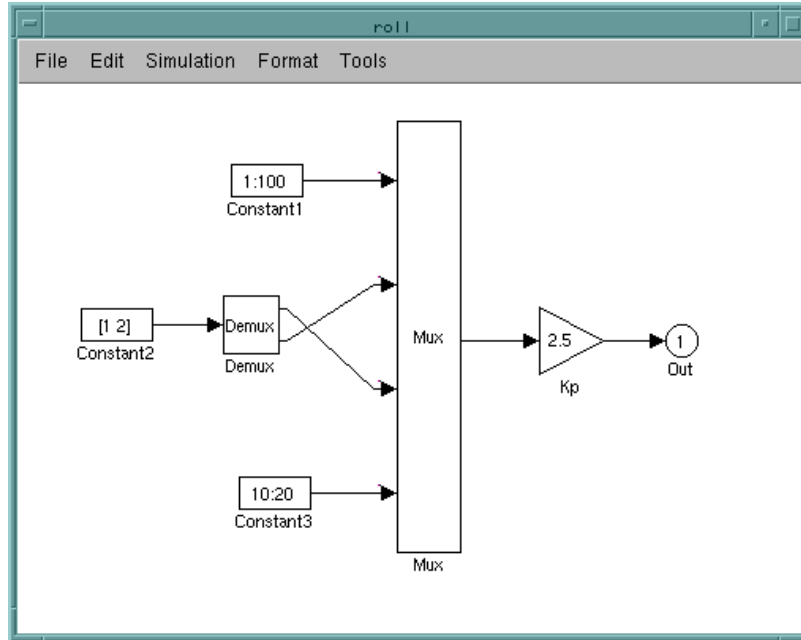 roll
File Edit Simulation Format Tools
1:100
Constant1
[1 2]
Constant2
Demux
Demux
Mux
2.5
Kp
1
Out
10:20
Constant3
Mux